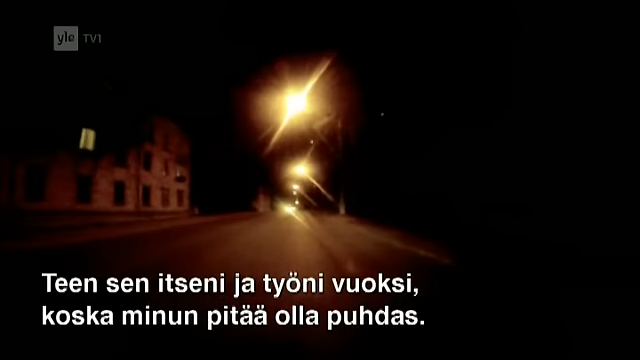 yle TV1
Teen sen itseni ja työni vuoksi,
koska minun pitää olla puhdas.